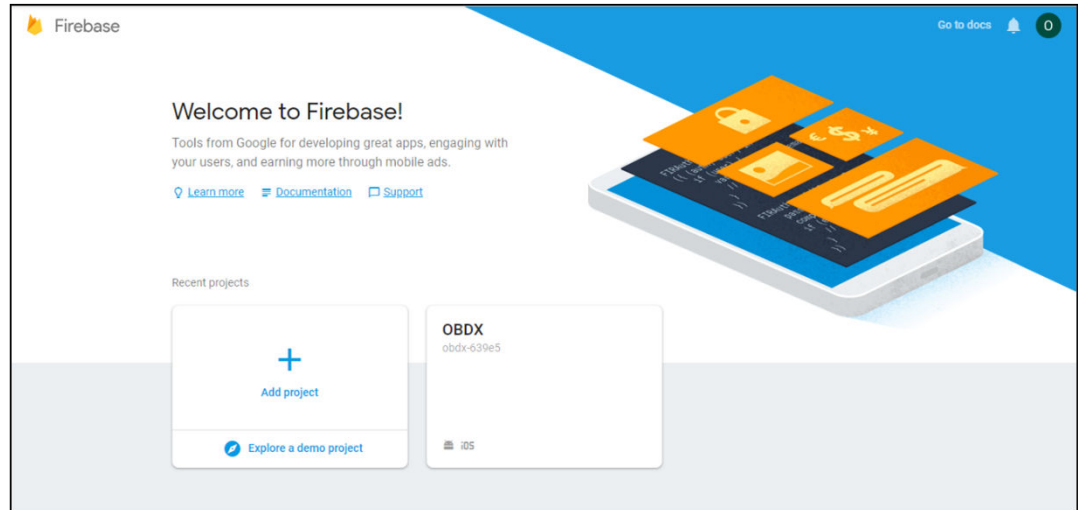 Firebase
Go to docs
O
Welcome to Firebase!
Tools from Google for developing great apps, engaging with
your users, and earning more through mobile ads.
Learn more Documentation Support
Recent projects
Add project
Explore a demo project
OBDX
obdx-639e5
iOS